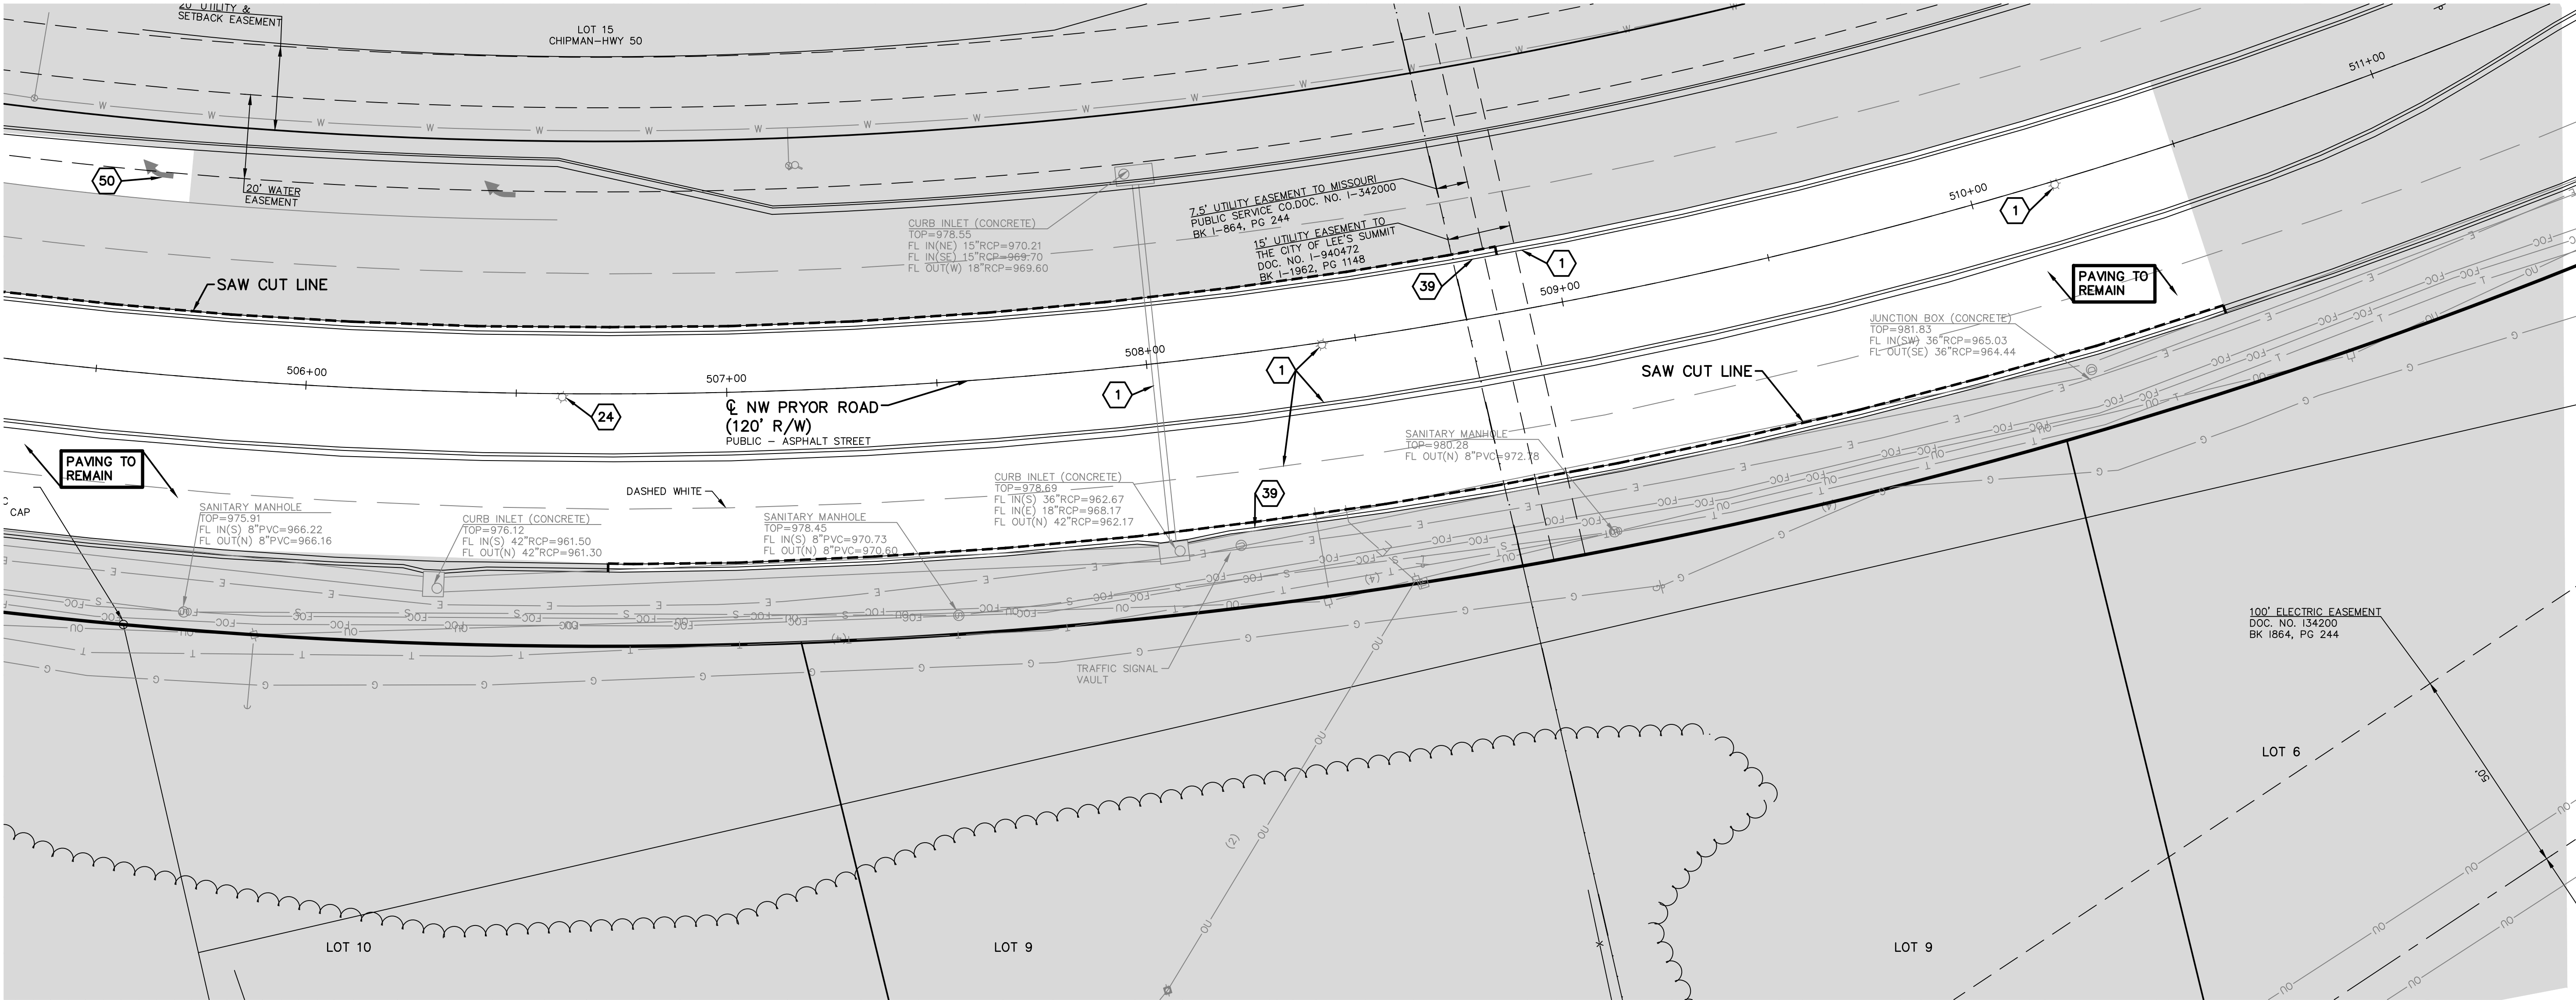 20' UTILITY &
SETBACK EASEMENT
LOT 15
CHIPMAN-HWY 50
511+00
50
20' WATER
EASEMENT
7.5' UTILITY EASEMENT TO MISSOURI
PUBLIC SERVICE CO.DOC. NO. I-342000
BK I-864, PG 244
15' UTILITY EASEMENT TO
THE CITY OF LEE'S SUMMIT
DOC. NO. I-940472
BK I-1962, PG 1148
510+00
1
CURB INLET (CONCRETE)
TOP=978.55
FL IN(NE) 15"RCP=970.21
FL IN(SE) 15"RCP=969.70
FL OUT(W) 18"RCP=969.60
SAW CUT LINE
39
1
509+00
PAVING TO
REMAIN
JUNCTION BOX (CONCRETE)
TOP=981.83
FL IN(SW) 36"RCP=965.03
FL OUT(SE) 36"RCP=964.44
506+00
507+00
508+00
1
1
SAW CUT LINE
24
℄ NW PRYOR ROAD
(120' R/W)
PUBLIC - ASPHALT STREET
PAVING TO
REMAIN
CAP
DASHED WHITE
SANITARY MANHOLE
TOP=975.91
FL IN(S) 8"PVC=966.22
FL OUT(N) 8"PVC=966.16
CURB INLET (CONCRETE)
TOP=976.12
FL IN(S) 42"RCP=961.50
FL OUT(N) 42"RCP=961.30
SANITARY MANHOLE
TOP=978.45
FL IN(S) 8"PVC=970.73
FL OUT(N) 8"PVC=970.60
CURB INLET (CONCRETE)
TOP=978.69
FL IN(S) 36"RCP=962.67
FL IN(E) 18"RCP=968.17
FL OUT(N) 42"RCP=962.17
39
SANITARY MANHOLE
TOP=980.28
FL OUT(N) 8"PVC=972.78
TRAFFIC SIGNAL
VAULT
100' ELECTRIC EASEMENT
DOC. NO. I34200
BK I864, PG 244
LOT 6
50'
(2)
LOT 10
LOT 9
LOT 9